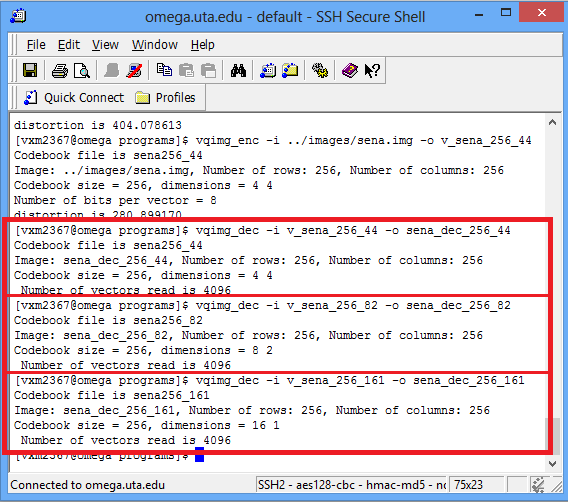 omega.uta.edu - default - SSH Secure Shell
File Edit View Window Help
Quick Connect Profiles
distortion is 404.078613
[vxm2367@omega programs]$ vqimg_enc -i ../images/sena.img -o v_sena_256_44
Codebook file is sena256_44
Image: ../images/sena.img, Number of rows: 256, Number of columns: 256
Codebook size = 256, dimensions = 4 4
Number of bits per vector = 8
distortion is 280.899170
[vxm2367@omega programs]$ vqimg_dec -i v_sena_256_44 -o sena_dec_256_44
Codebook file is sena256_44
Image: sena_dec_256_44, Number of rows: 256, Number of columns: 256
Codebook size = 256, dimensions = 4 4
Number of vectors read is 4096
[vxm2367@omega programs]$ vqimg_dec -i v_sena_256_82 -o sena_dec_256_82
Codebook file is sena256_82
Image: sena_dec_256_82, Number of rows: 256, Number of columns: 256
Codebook size = 256, dimensions = 8 2
Number of vectors read is 4096
[vxm2367@omega programs]$ vqimg_dec -i v_sena_256_161 -o sena_dec_256_161
Codebook file is sena256_161
Image: sena_dec_256_161, Number of rows: 256, Number of columns: 256
Codebook size = 256, dimensions = 16 1
Number of vectors read is 4096
[vxm2367@omega programs]$
Connected to omega.uta.edu SSH2 - aes128-cbc - hmac-md5 - nc 75x23